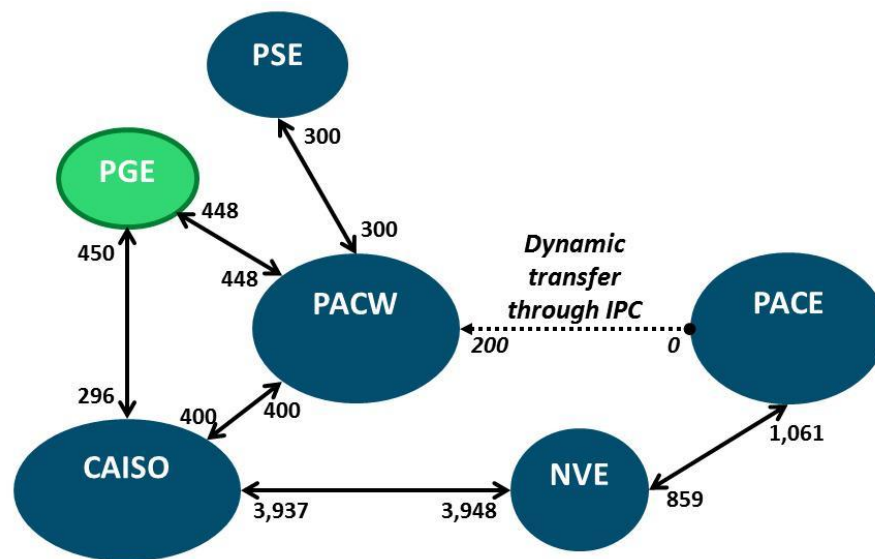 PSE
300
PGE
448
450
300
448
Dynamic
transfer
through IPC
PACW
PACE
200
0
296
400
400
1,061
CAISO
NVE
859
3,937
3,948